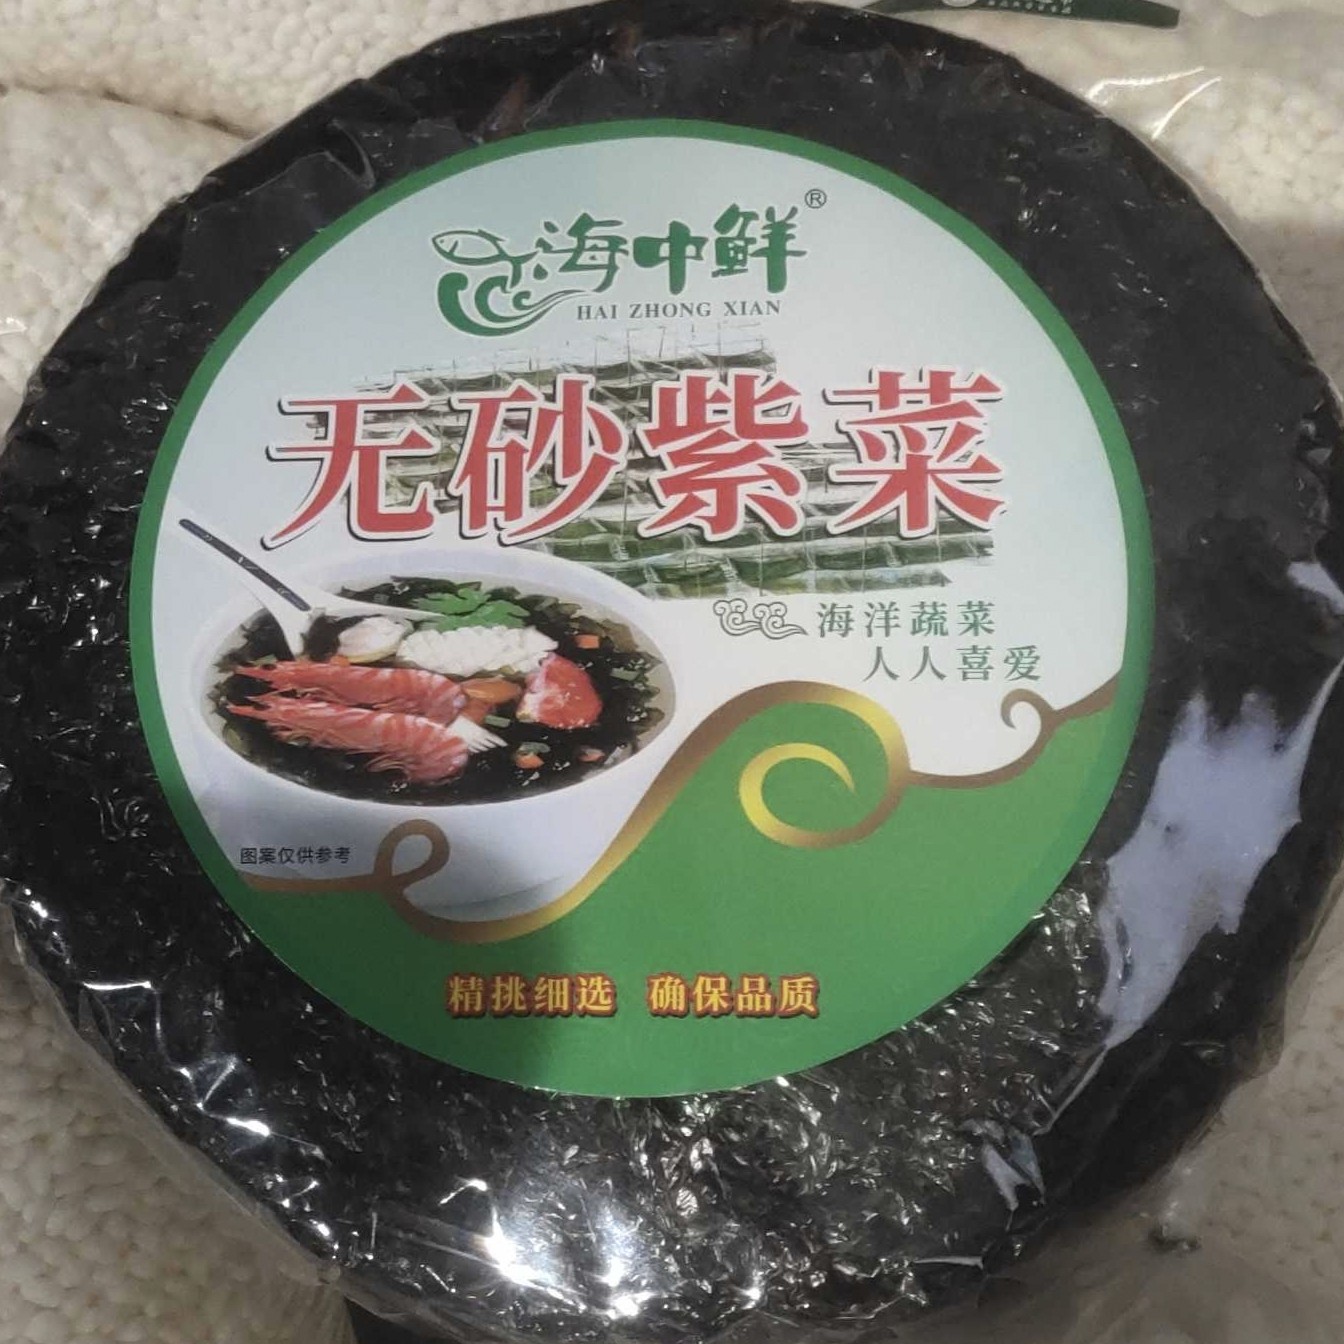 海中鲜®
HAI ZHONG XIAN
无砂紫菜
海洋蔬菜
人人喜爱
图案仅供参考
精挑细选 确保品质